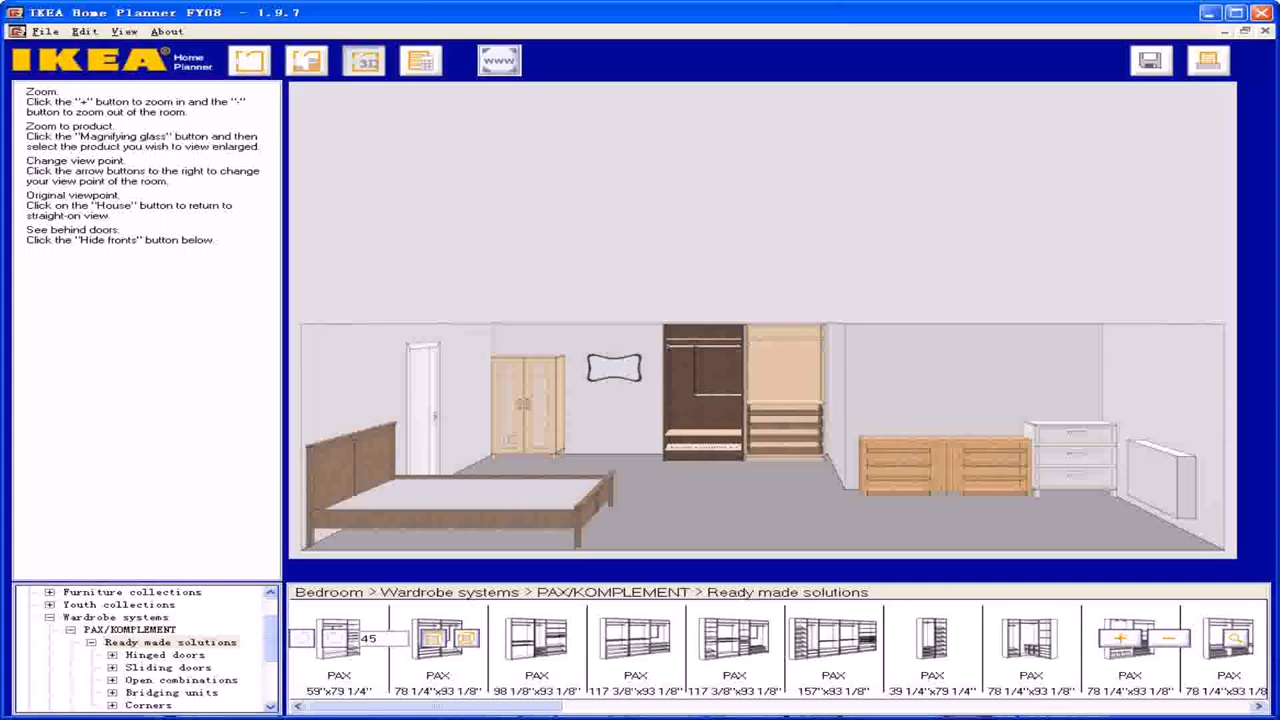 IKEA Home Planner FY08 - 1.9.7
File Edit View About
IKEA® Home Planner
3D
www
Zoom.
Click the "+" button to zoom in and the "-"
button to zoom out of the room.
Zoom to product.
Click the "Magnifying glass" button and then
select the product you wish to view enlarged.
Change view point.
Click the arrow buttons to the right to change
your view point of the room.
Original viewpoint.
Click on the "House" button to return to
straight-on view.
See behind doors.
Click the "Hide fronts" button below.
Furniture collections
Youth collections
Wardrobe systems
PAX/KOMPLEMENT
Ready made solutions
Hinged doors
Sliding doors
Open combinations
Bridging units
Corners
Bedroom > Wardrobe systems > PAX/KOMPLEMENT > Ready made solutions
45
PAX PAX PAX PAX PAX PAX PAX PAX PAX PAX
59"x79 1/4" 78 1/4"x93 1/8" 98 1/8"x93 1/8" 117 3/8"x93 1/8" 117 3/8"x93 1/8" 157"x93 1/8" 39 1/4"x79 1/4" 78 1/4"x93 1/8" 78 1/4"x93 1/8" 78 1/4"x93 1/8